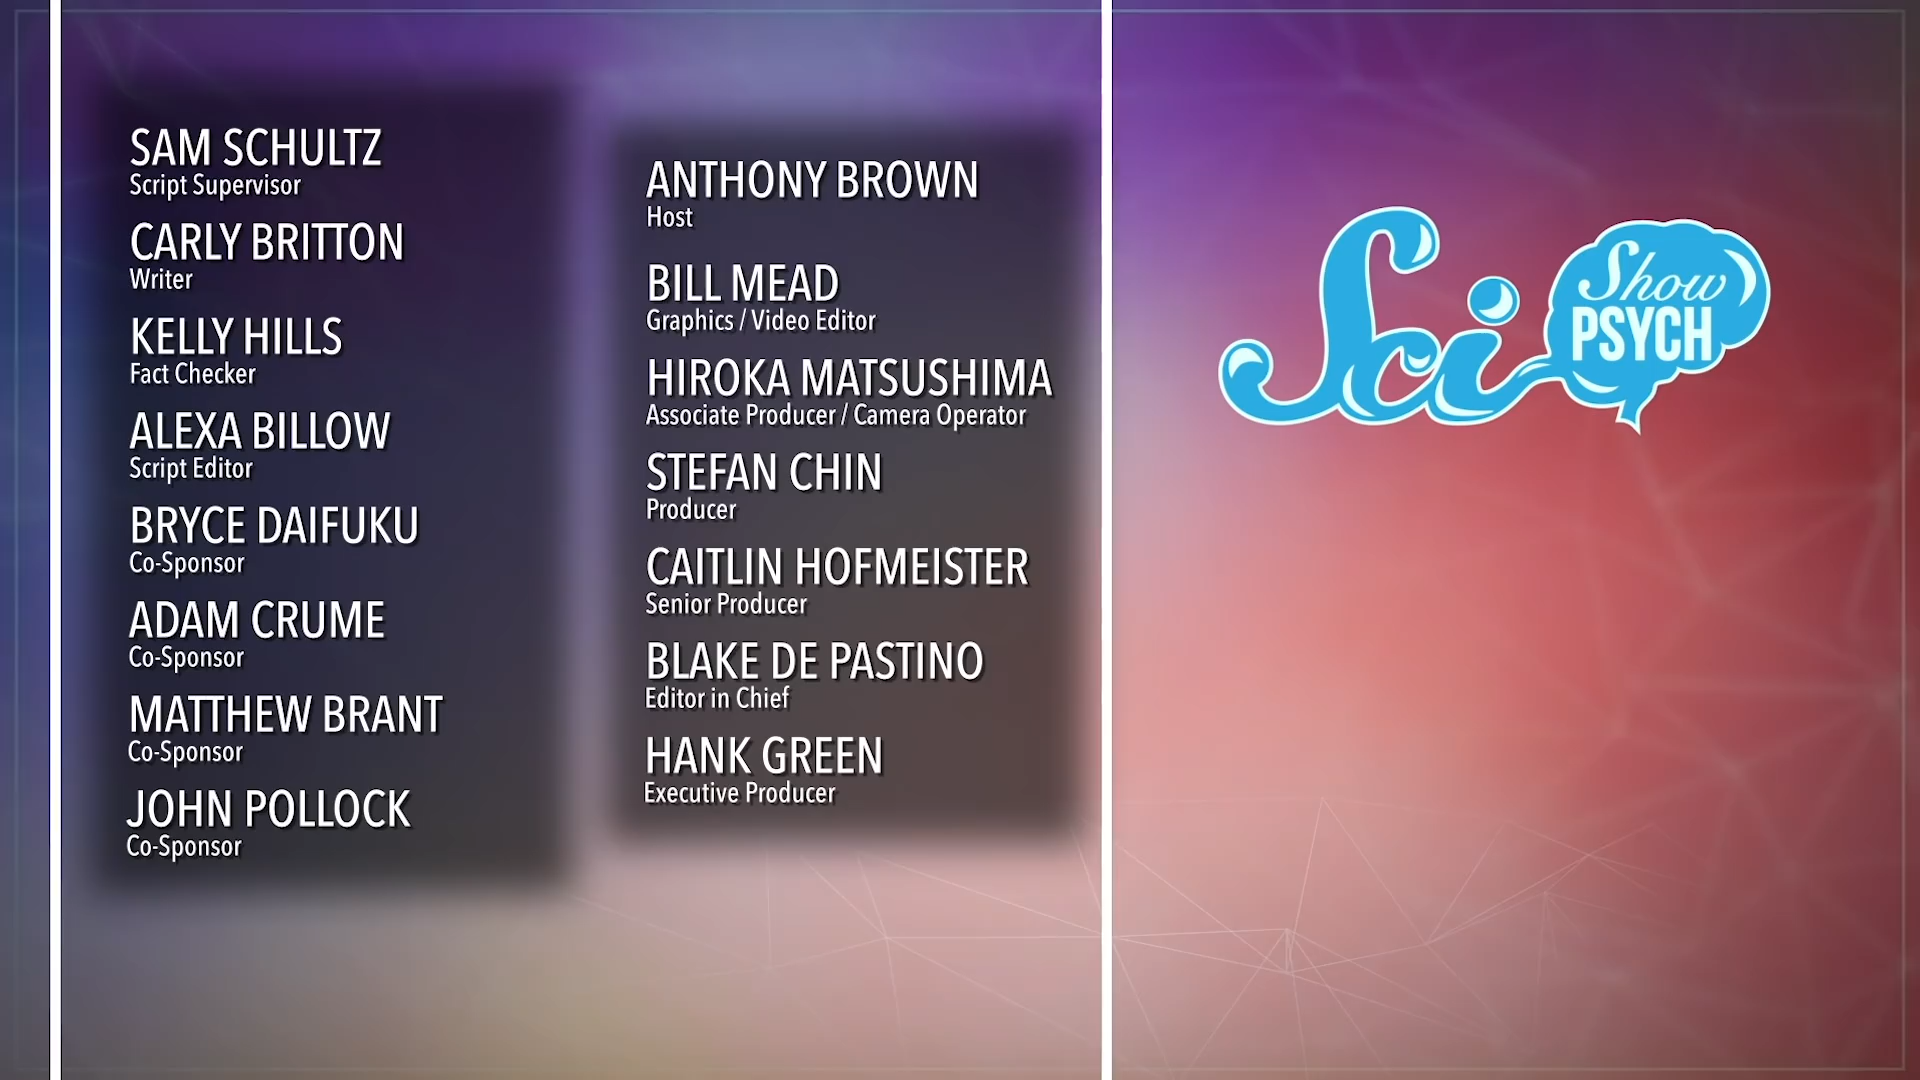 SAM SCHULTZ
Script Supervisor
CARLY BRITTON
Writer
KELLY HILLS
Fact Checker
ALEXA BILLOW
Script Editor
BRYCE DAIFUKU
Co-Sponsor
ADAM CRUME
Co-Sponsor
MATTHEW BRANT
Co-Sponsor
JOHN POLLOCK
Co-Sponsor
ANTHONY BROWN
Host
BILL MEAD
Graphics / Video Editor
HIROKA MATSUSHIMA
Associate Producer / Camera Operator
STEFAN CHIN
Producer
CAITLIN HOFMEISTER
Senior Producer
BLAKE DE PASTINO
Editor in Chief
HANK GREEN
Executive Producer
Sci
Show
PSYCH